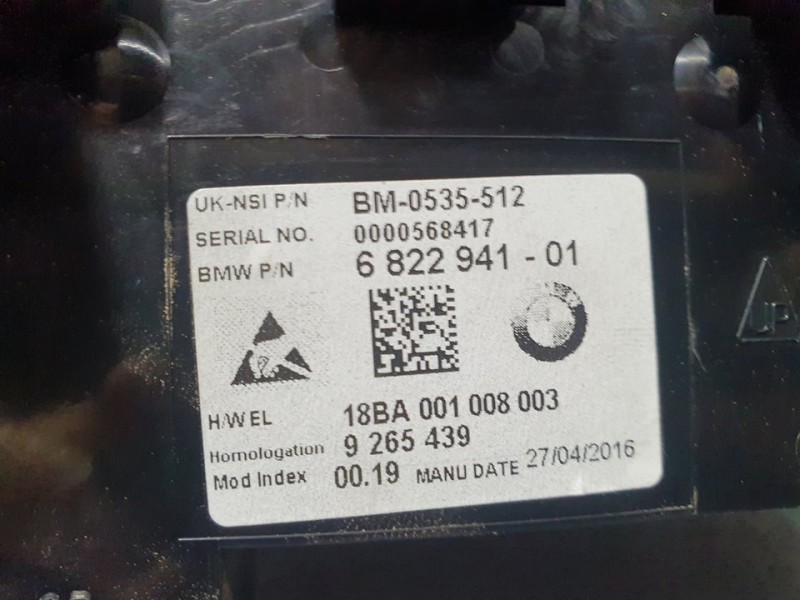 UK-NSI P/N BM-0535-512
SERIAL NO. 0000568417
BMW P/N 6 822 941 - 01
H/W EL 18BA 001 008 003
Homologation 9 265 439
Mod Index 00.19 MANU DATE 27/04/2016
UP